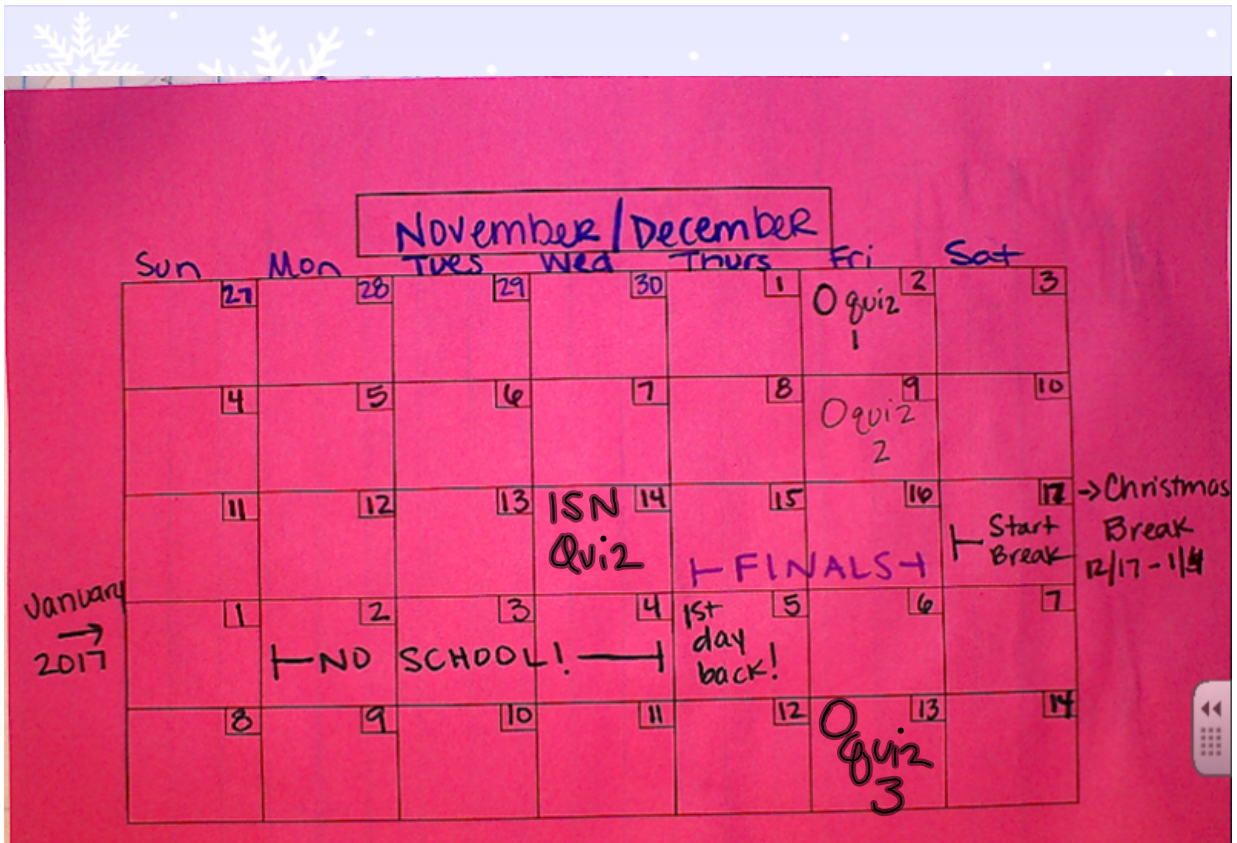 November/December
Sun Mon Tues Wed Thurs Fri Sat
27 28 29 30 1 2 3
O quiz
1
4 5 6 7 8 9 10
O quiz
2
11 12 13 14 15 16 17
ISN
Quiz
FINALS
Start
Break
→Christmas
Break
12/17-1/4
January
→
2017
1 2 3 4 5 6 7
NO SCHOOL!
1st
day
back!
8 9 10 11 12 13 14
O
quiz
3